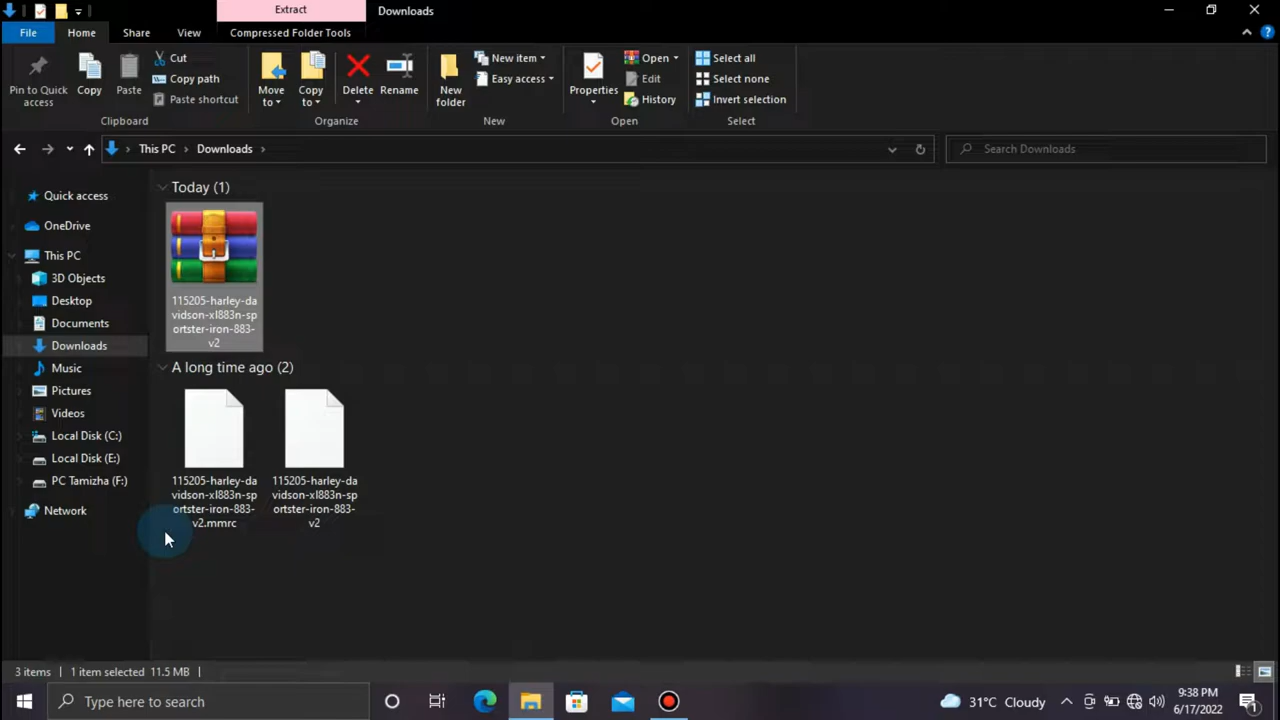 Extract
Downloads
File
Home
Share
View
Compressed Folder Tools
Pin to Quick
access
Copy
Paste
Cut
Copy path
Paste shortcut
Clipboard
Move
to
Copy
to
Delete
Rename
Organize
New
folder
New item
Easy access
New
Properties
Open
Edit
History
Open
Select all
Select none
Invert selection
Select
This PC
Downloads
Search Downloads
Quick access
OneDrive
This PC
3D Objects
Desktop
Documents
Downloads
Music
Pictures
Videos
Local Disk (C:)
Local Disk (E:)
PC Tamizha (F:)
Network
Today (1)
115205-harley-da
vidson-xl883n-sp
ortster-iron-883-
v2
A long time ago (2)
115205-harley-da
vidson-xl883n-sp
ortster-iron-883-
v2.mmrc
115205-harley-da
vidson-xl883n-sp
ortster-iron-883-
v2
3 items
1 item selected 11.5 MB
Type here to search
31°C Cloudy
9:38 PM
6/17/2022
1